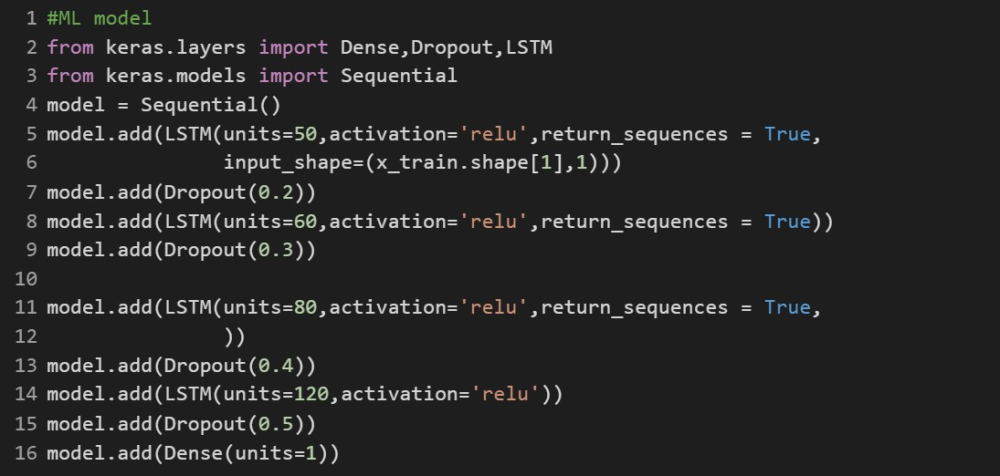 1 #ML model
2 from keras.layers import Dense,Dropout,LSTM
3 from keras.models import Sequential
4 model = Sequential()
5 model.add(LSTM(units=50,activation='relu',return_sequences = True,
6                input_shape=(x_train.shape[1],1)))
7 model.add(Dropout(0.2))
8 model.add(LSTM(units=60,activation='relu',return_sequences = True))
9 model.add(Dropout(0.3))
10
11 model.add(LSTM(units=80,activation='relu',return_sequences = True,
12                ))
13 model.add(Dropout(0.4))
14 model.add(LSTM(units=120,activation='relu'))
15 model.add(Dropout(0.5))
16 model.add(Dense(units=1))